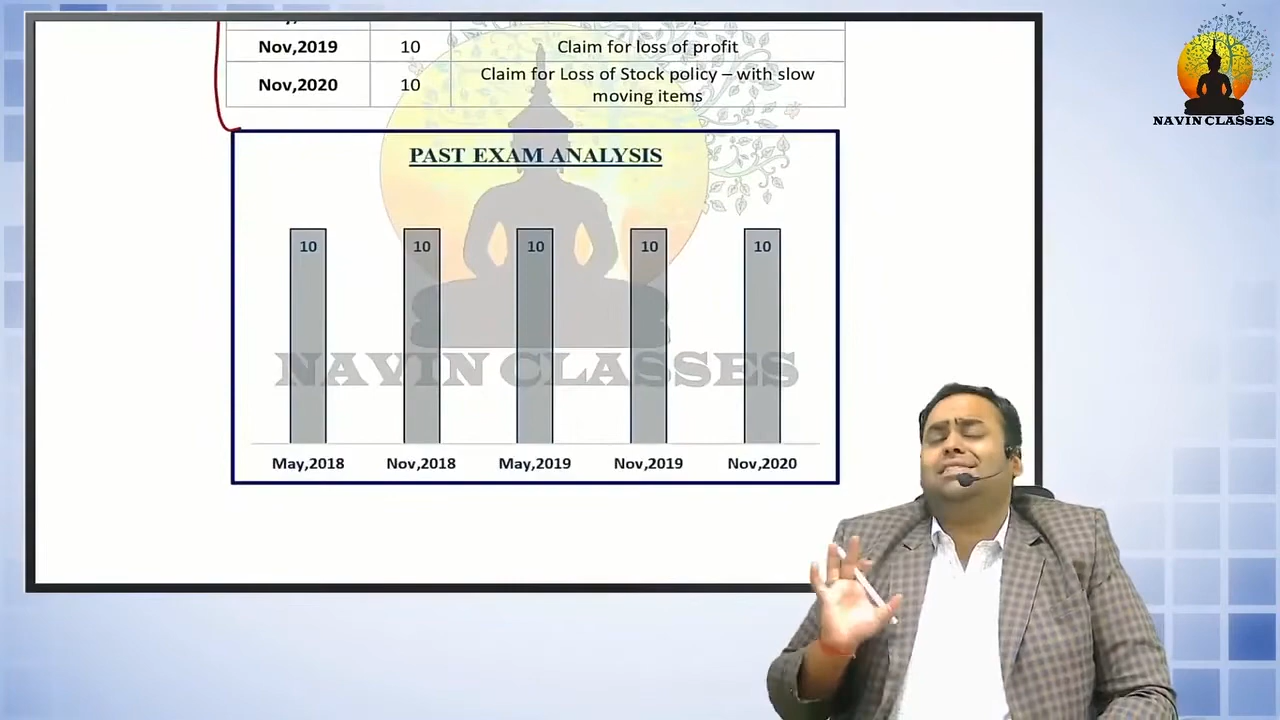 Nov,2019 10 Claim for loss of profit
Nov,2020 10 Claim for Loss of Stock policy – with slow
moving items
NAVIN CLASSES
PAST EXAM ANALYSIS
10 10 10 10 10
NAVIN CLASSES
May,2018 Nov,2018 May,2019 Nov,2019 Nov,2020